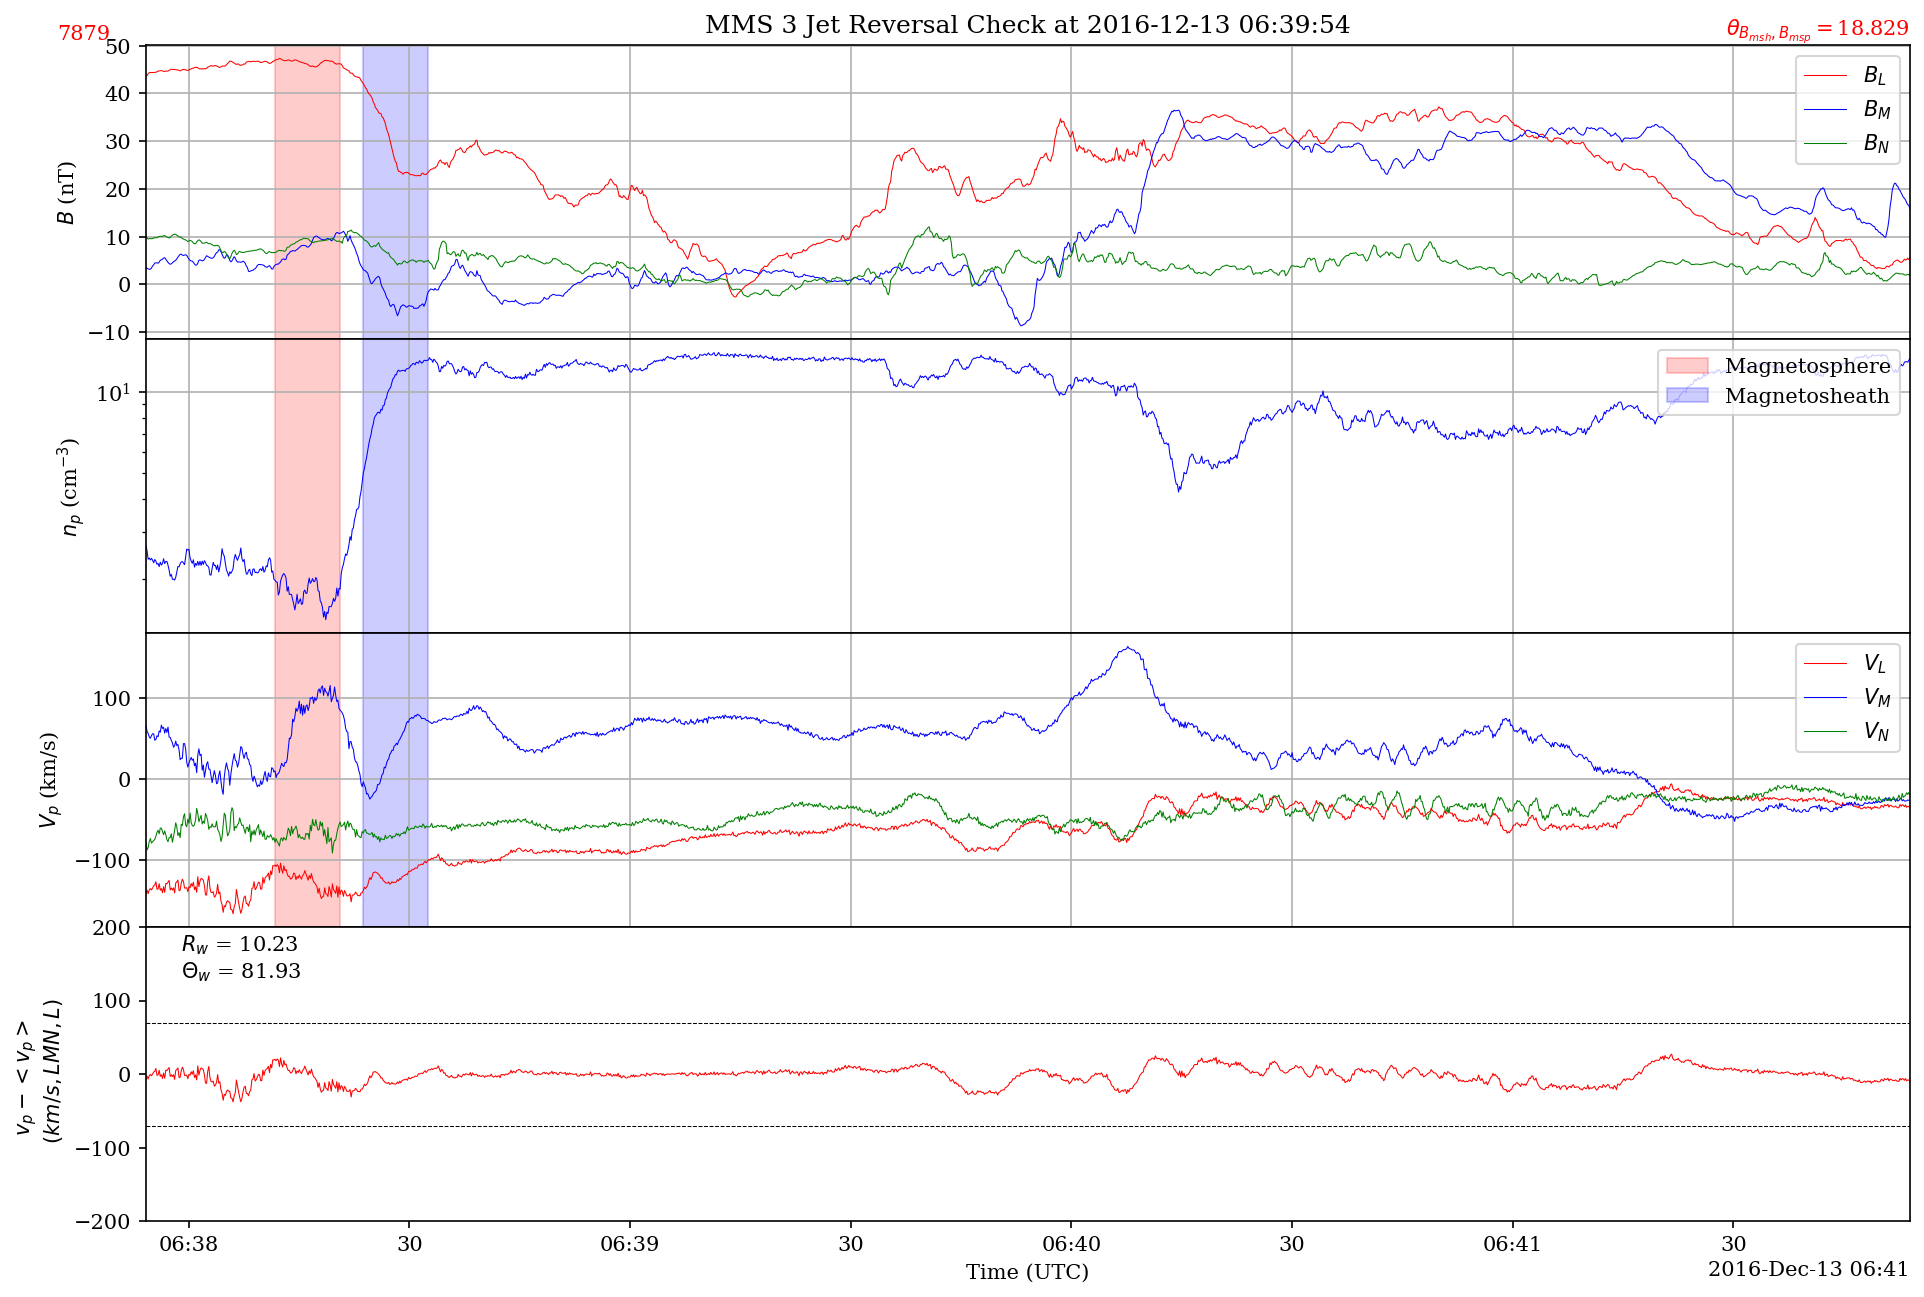 MMS 3 Jet Reversal Check at 2016-12-13 06:39:54
7879
θ_{B_{msh}, B_{msp}} = 18.829
50
40
30
20
10
0
−10
B (nT)
B_L
B_M
B_N
10^1
n_p (cm^{−3})
Magnetosphere
Magnetosheath
100
0
−100
V_p (km/s)
V_L
V_M
V_N
200
100
0
−100
−200
v_p − < v_p >
(km/s, LMN, L)
R_w = 10.23
Θ_w = 81.93
06:38
30
06:39
30
06:40
30
06:41
30
Time (UTC)
2016-Dec-13 06:41